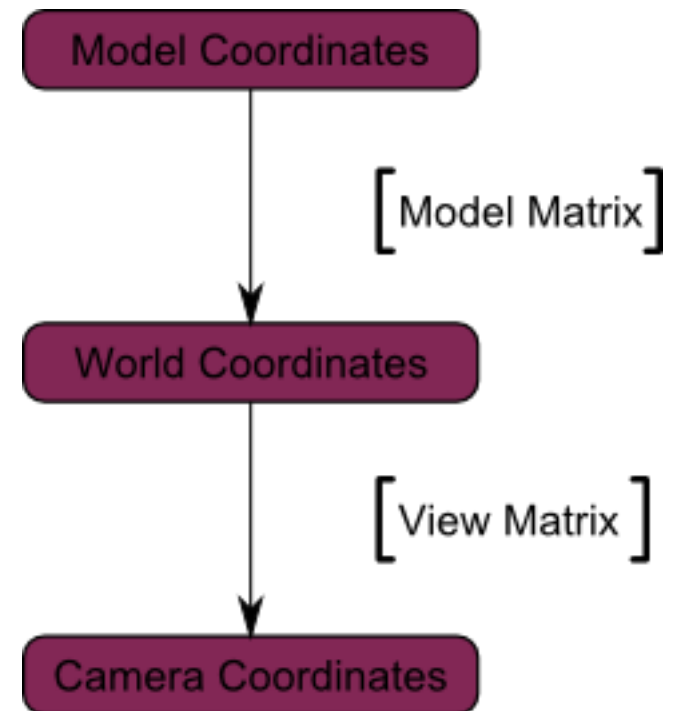 Model Coordinates
[Model Matrix]
World Coordinates
[View Matrix]
Camera Coordinates